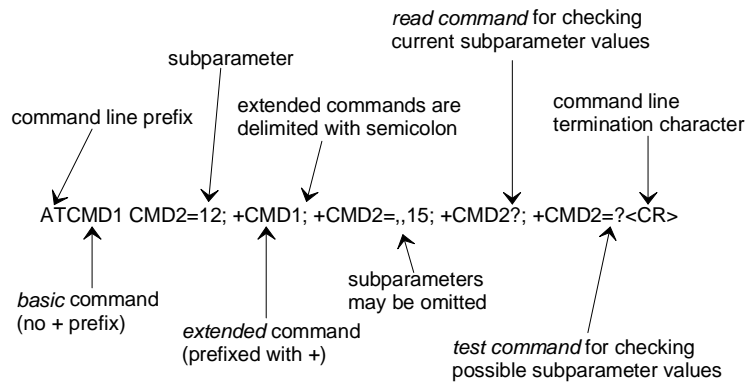 read command for checking
current subparameter values
subparameter
extended commands are
delimited with semicolon
command line
termination character
command line prefix
ATCMD1 CMD2=12; +CMD1; +CMD2=,,15; +CMD2?; +CMD2=?<CR>
basic command
(no + prefix)
extended command
(prefixed with +)
subparameters
may be omitted
test command for checking
possible subparameter values